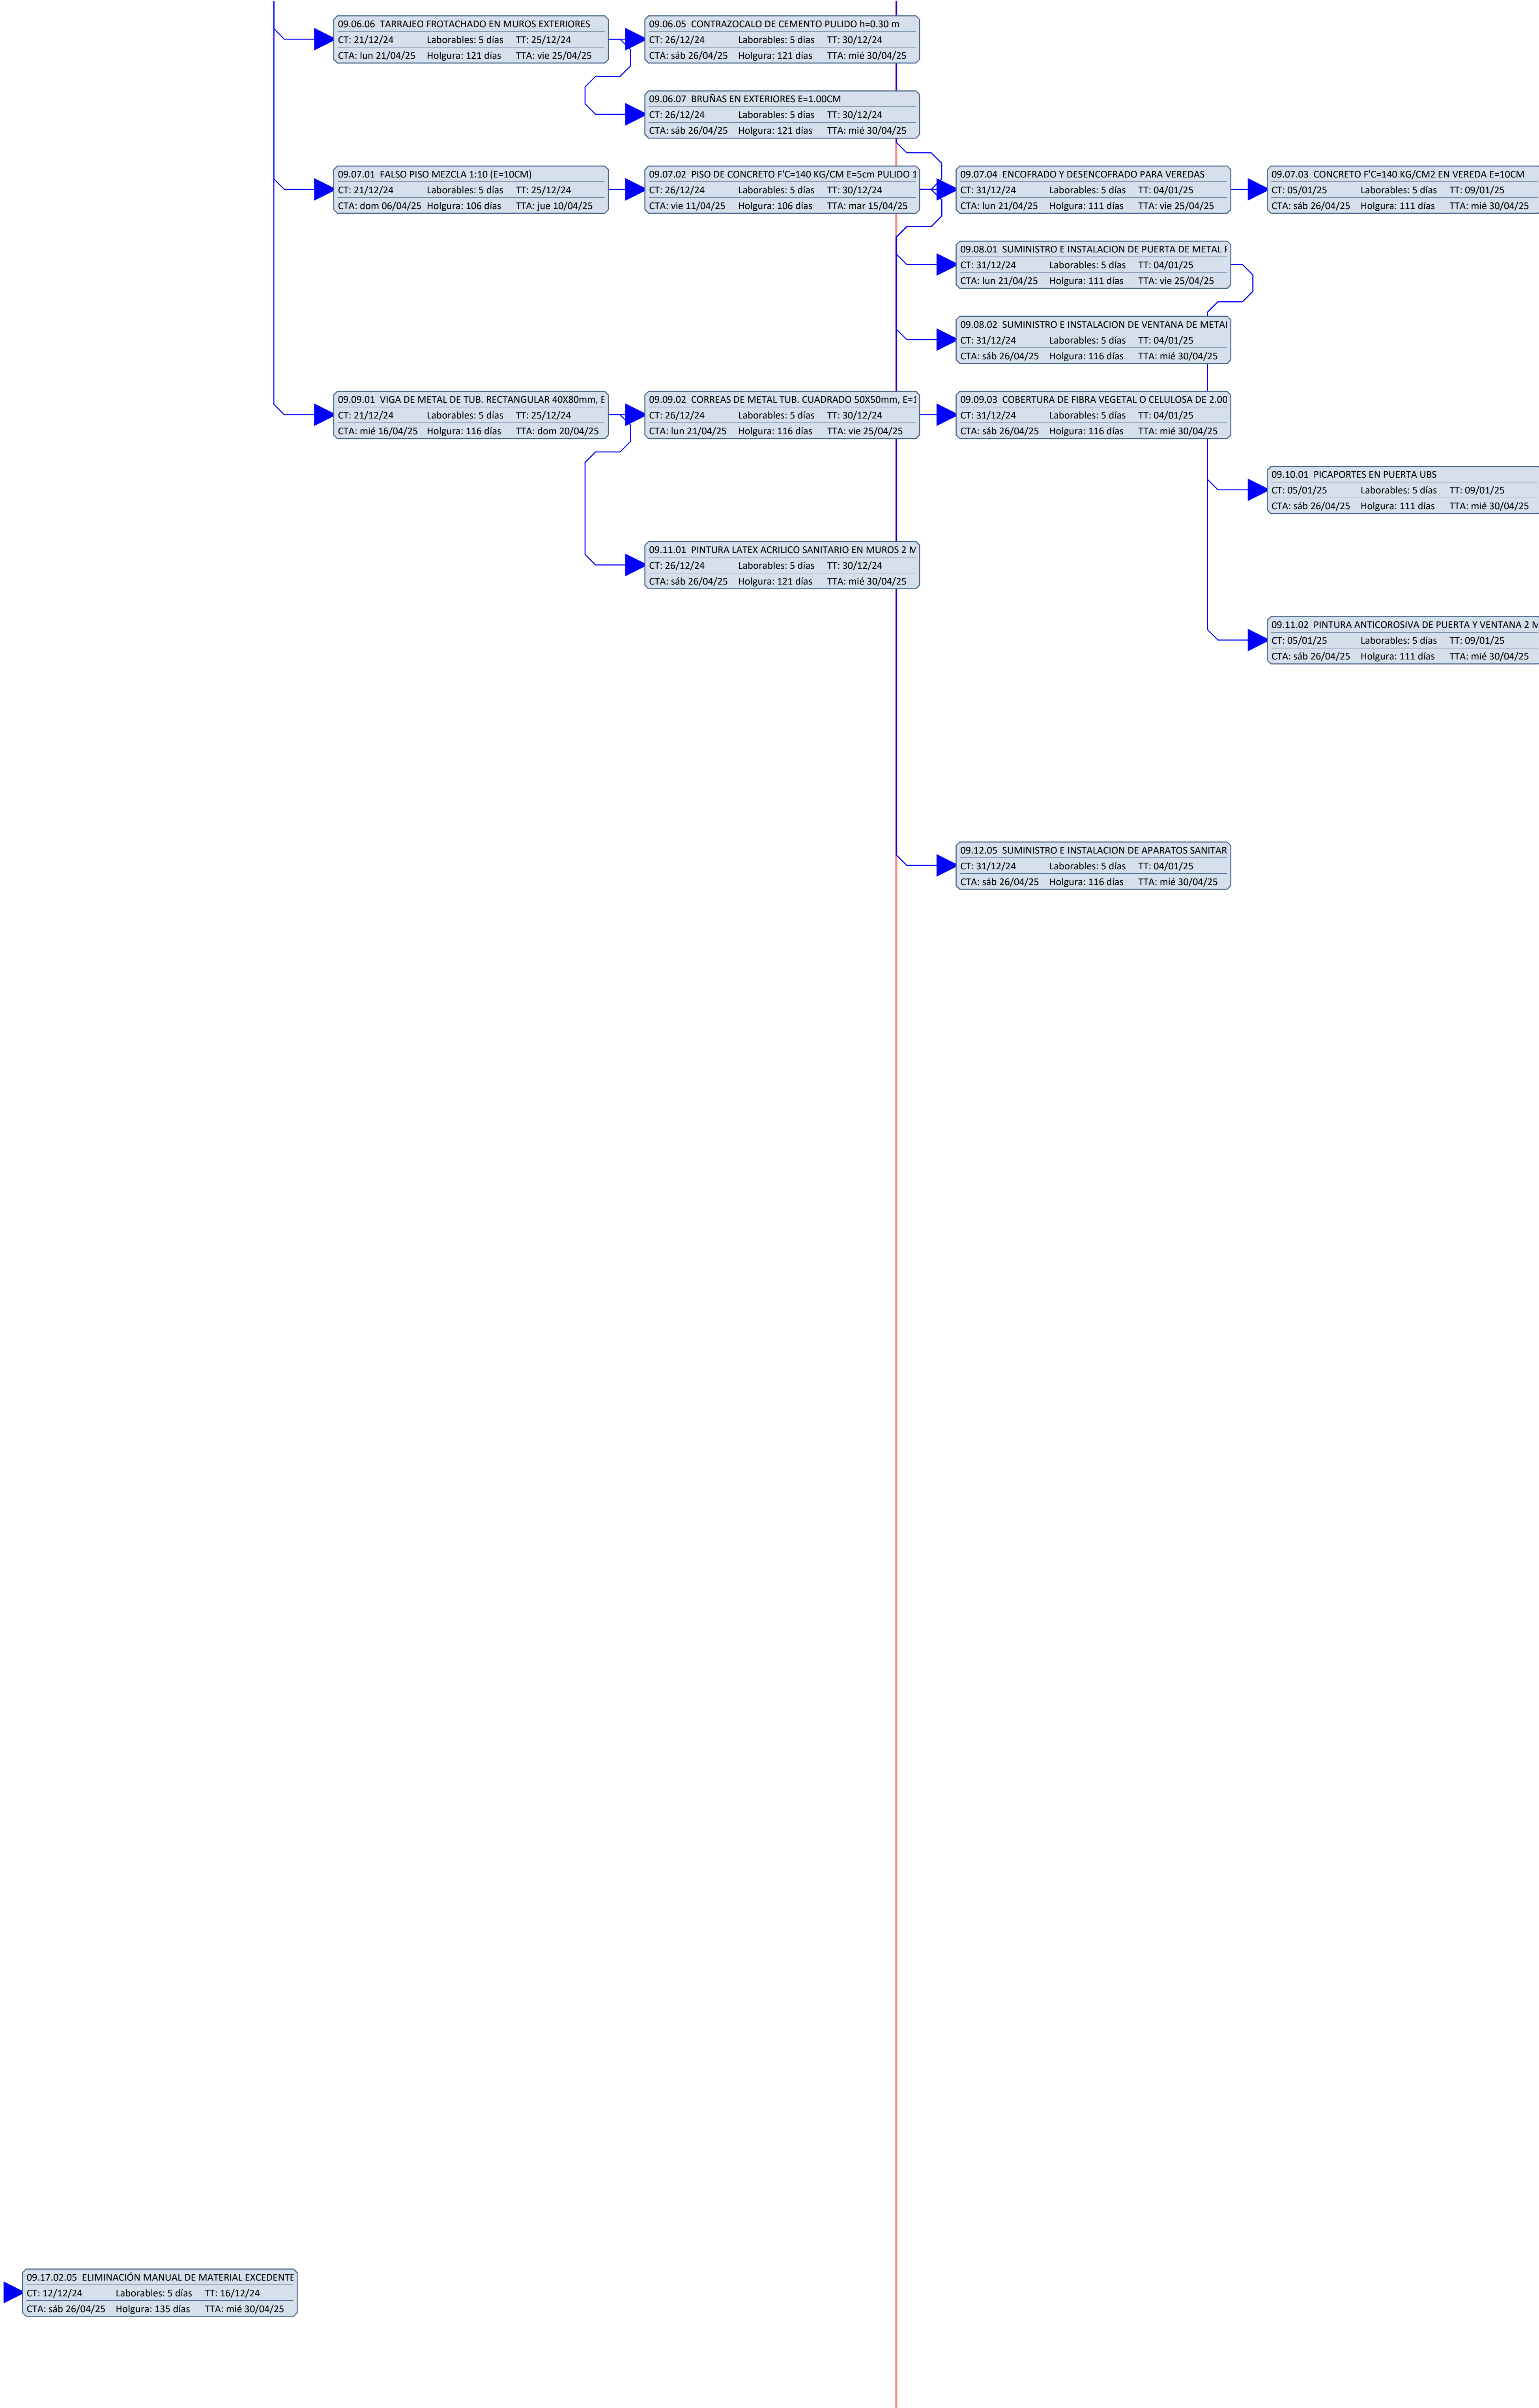 09.06.06 TARRAJEO FROTACHADO EN MUROS EXTERIORES
CT: 21/12/24 Laborables: 5 días TT: 25/12/24
CTA: lun 21/04/25 Holgura: 121 días TTA: vie 25/04/25
09.06.05 CONTRAZOCALO DE CEMENTO PULIDO h=0.30 m
CT: 26/12/24 Laborables: 5 días TT: 30/12/24
CTA: sáb 26/04/25 Holgura: 121 días TTA: mié 30/04/25
09.06.07 BRUÑAS EN EXTERIORES E=1.00CM
CT: 26/12/24 Laborables: 5 días TT: 30/12/24
CTA: sáb 26/04/25 Holgura: 121 días TTA: mié 30/04/25
09.07.01 FALSO PISO MEZCLA 1:10 (E=10CM)
CT: 21/12/24 Laborables: 5 días TT: 25/12/24
CTA: dom 06/04/25 Holgura: 106 días TTA: jue 10/04/25
09.07.02 PISO DE CONCRETO F'C=140 KG/CM E=5cm PULIDO 1
CT: 26/12/24 Laborables: 5 días TT: 30/12/24
CTA: vie 11/04/25 Holgura: 106 días TTA: mar 15/04/25
09.07.04 ENCOFRADO Y DESENCOFRADO PARA VEREDAS
CT: 31/12/24 Laborables: 5 días TT: 04/01/25
CTA: lun 21/04/25 Holgura: 111 días TTA: vie 25/04/25
09.07.03 CONCRETO F'C=140 KG/CM2 EN VEREDA E=10CM
CT: 05/01/25 Laborables: 5 días TT: 09/01/25
CTA: sáb 26/04/25 Holgura: 111 días TTA: mié 30/04/25
09.08.01 SUMINISTRO E INSTALACION DE PUERTA DE METAL
CT: 31/12/24 Laborables: 5 días TT: 04/01/25
CTA: lun 21/04/25 Holgura: 111 días TTA: vie 25/04/25
09.08.02 SUMINISTRO E INSTALACION DE VENTANA DE METAL
CT: 31/12/24 Laborables: 5 días TT: 04/01/25
CTA: sáb 26/04/25 Holgura: 116 días TTA: mié 30/04/25
09.09.01 VIGA DE METAL DE TUB. RECTANGULAR 40X80mm, E
CT: 21/12/24 Laborables: 5 días TT: 25/12/24
CTA: mié 16/04/25 Holgura: 116 días TTA: dom 20/04/25
09.09.02 CORREAS DE METAL TUB. CUADRADO 50X50mm, E=1
CT: 26/12/24 Laborables: 5 días TT: 30/12/24
CTA: lun 21/04/25 Holgura: 116 días TTA: vie 25/04/25
09.09.03 COBERTURA DE FIBRA VEGETAL O CELULOSA DE 2.00
CT: 31/12/24 Laborables: 5 días TT: 04/01/25
CTA: sáb 26/04/25 Holgura: 116 días TTA: mié 30/04/25
09.10.01 PICAPORTES EN PUERTA UBS
CT: 05/01/25 Laborables: 5 días TT: 09/01/25
CTA: sáb 26/04/25 Holgura: 111 días TTA: mié 30/04/25
09.11.01 PINTURA LATEX ACRILICO SANITARIO EN MUROS 2 M
CT: 26/12/24 Laborables: 5 días TT: 30/12/24
CTA: sáb 26/04/25 Holgura: 121 días TTA: mié 30/04/25
09.11.02 PINTURA ANTICOROSIVA DE PUERTA Y VENTANA 2 M
CT: 05/01/25 Laborables: 5 días TT: 09/01/25
CTA: sáb 26/04/25 Holgura: 111 días TTA: mié 30/04/25
09.12.05 SUMINISTRO E INSTALACION DE APARATOS SANITAR
CT: 31/12/24 Laborables: 5 días TT: 04/01/25
CTA: sáb 26/04/25 Holgura: 116 días TTA: mié 30/04/25
09.17.02.05 ELIMINACIÓN MANUAL DE MATERIAL EXCEDENTE
CT: 12/12/24 Laborables: 5 días TT: 16/12/24
CTA: sáb 26/04/25 Holgura: 135 días TTA: mié 30/04/25